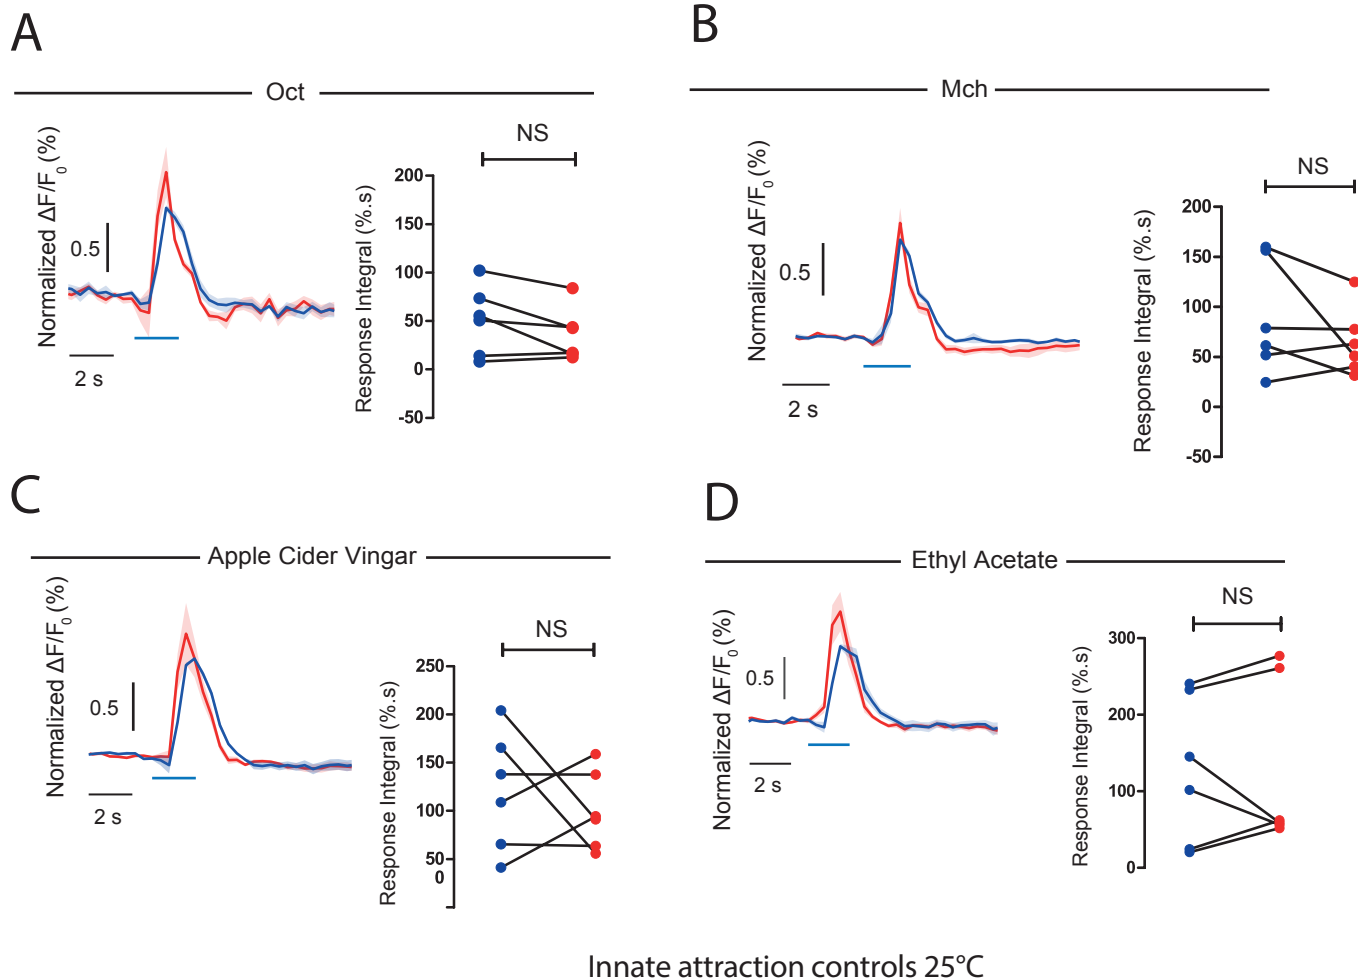 A
Oct
Normalized ΔF/F0 (%)
0.5
2 s
NS
Response Integral (%.s)
200
150
100
50
0
-50
B
Mch
Normalized ΔF/F0 (%)
0.5
2 s
NS
Response Integral (%.s)
200
150
100
50
0
-50
C
Apple Cider Vingar
Normalized ΔF/F0 (%)
0.5
2 s
NS
Response Integral (%.s)
250
200
150
100
50
0
D
Ethyl Acetate
Normalized ΔF/F0 (%)
0.5
2 s
NS
Response Integral (%.s)
300
200
100
0
Innate attraction controls 25°C